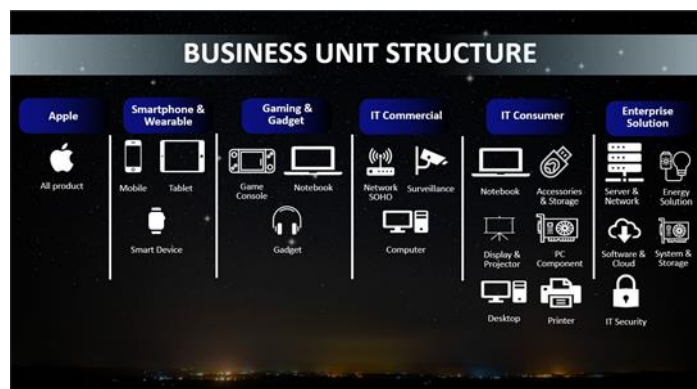 BUSINESS UNIT STRUCTURE
Apple
All product
Smartphone &
Wearable
Mobile
Tablet
Smart Device
Gaming &
Gadget
Game
Console
Notebook
Gadget
IT Commercial
Network
SOHO
Surveillance
Computer
IT Consumer
Notebook
Accessories
& Storage
Display &
Projector
PC
Component
Desktop
Printer
Enterprise
Solution
Server &
Network
Energy
Solution
Software &
Cloud
System &
Storage
IT Security